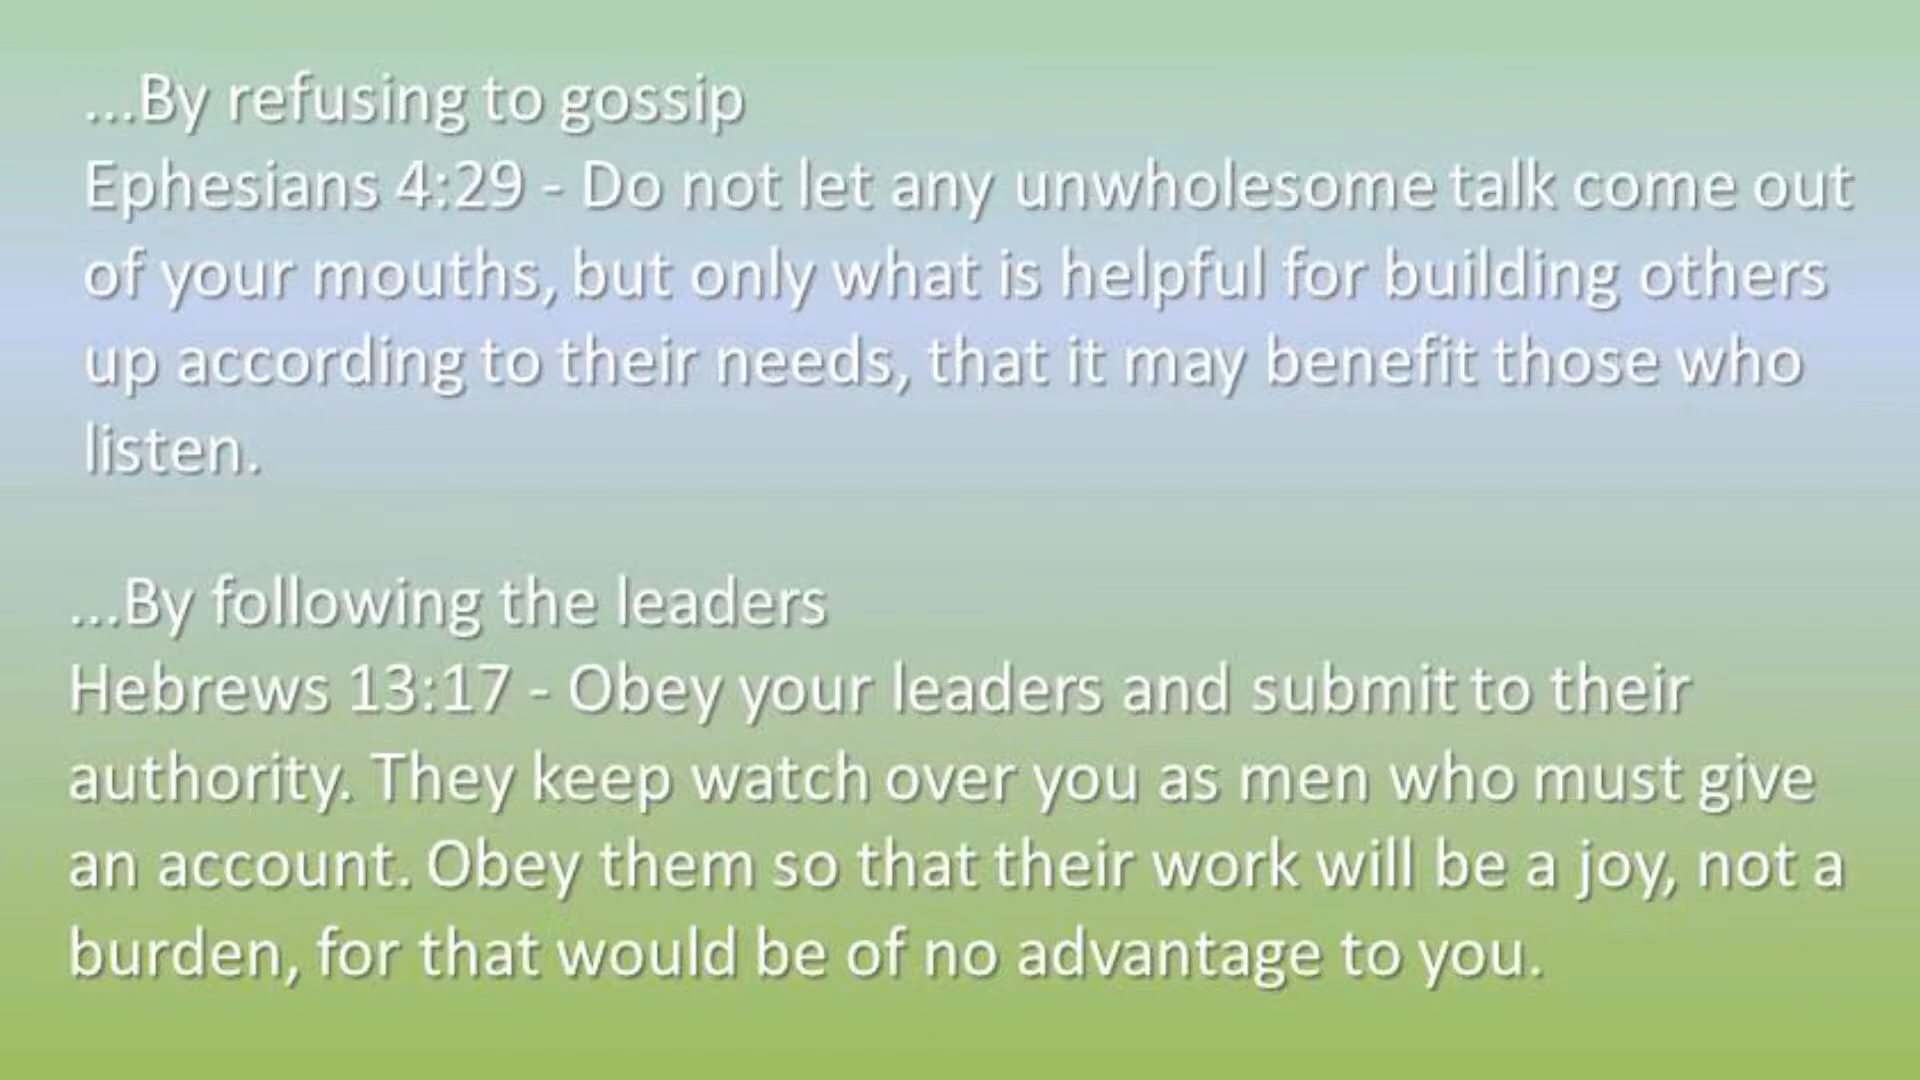 ...By refusing to gossip
Ephesians 4:29 - Do not let any unwholesome talk come out
of your mouths, but only what is helpful for building others
up according to their needs, that it may benefit those who
listen.
...By following the leaders
Hebrews 13:17 - Obey your leaders and submit to their
authority. They keep watch over you as men who must give
an account. Obey them so that their work will be a joy, not a
burden, for that would be of no advantage to you.